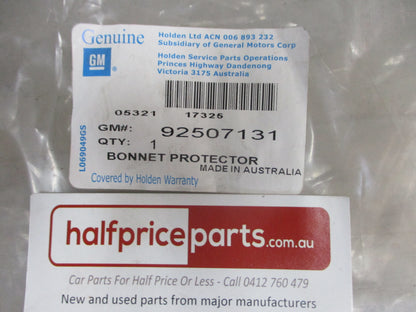 Genuine
GM
Holden Ltd ACN 006 893 232
Subsidiary of General Motors Corp
Holden Service Parts Operations
Princes Highway Dandenong
Victoria 3175 Australia
05321 17325
GM#: 92507131
QTY: 1
BONNET PROTECTOR
MADE IN AUSTRALIA
Covered by Holden Warranty
L069049GS
halfpriceparts.com.au
Car Parts For Half Price Or Less - Call 0412 760 479
New and used parts from major manufacturers